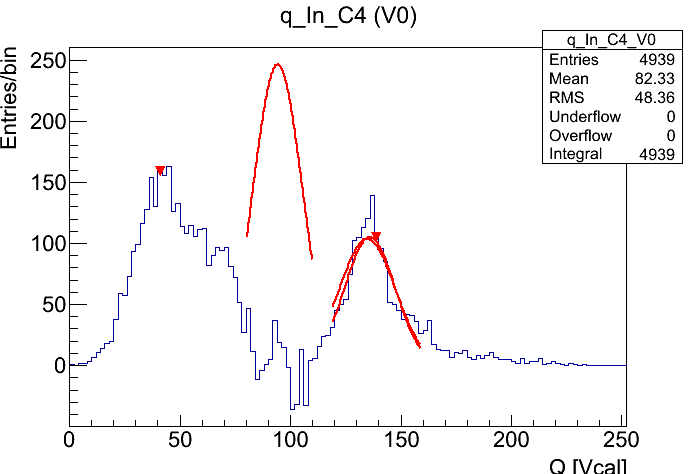 q_In_C4 (V0)
q_In_C4_V0
Entries 4939
Mean 82.33
RMS 48.36
Underflow 0
Overflow 0
Integral 4939
Entries/bin
250
200
150
100
50
0
0 50 100 150 200 250
Q [Vcal]